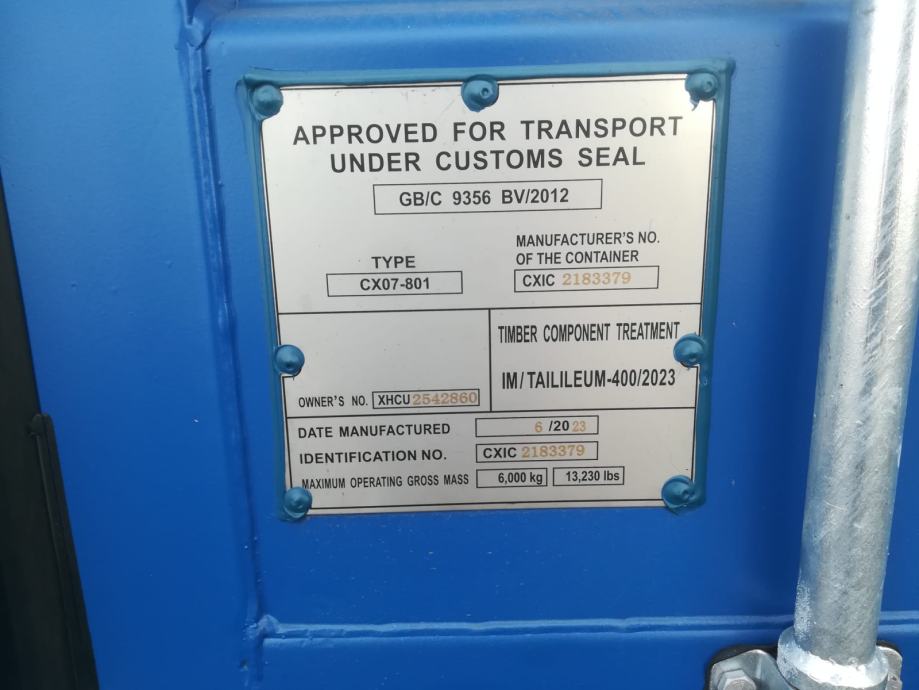 APPROVED FOR TRANSPORT
UNDER CUSTOMS SEAL
GB/C 9356 BV/2012
TYPE
CX07-801
MANUFACTURER'S NO.
OF THE CONTAINER
CXIC 2183379
TIMBER COMPONENT TREATMENT
IM/TAILILEUM-400/2023
OWNER'S NO. XHCU2542860
DATE MANUFACTURED 6 /2023
IDENTIFICATION NO. CXIC 2183379
MAXIMUM OPERATING GROSS MASS 6,000 kg 13,230 lbs